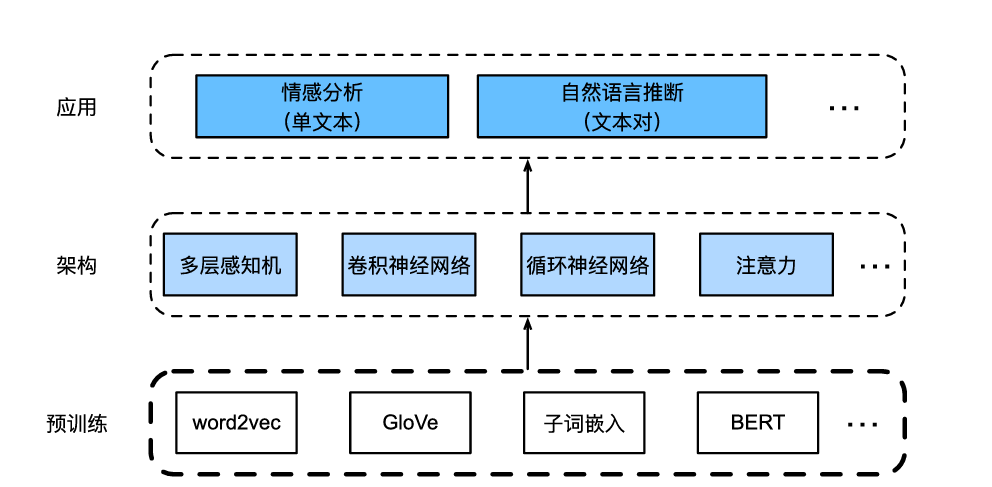 应用
情感分析
（单文本）
自然语言推断
（文本对）
···
架构
多层感知机
卷积神经网络
循环神经网络
注意力
···
预训练
word2vec
GloVe
子词嵌入
BERT
···